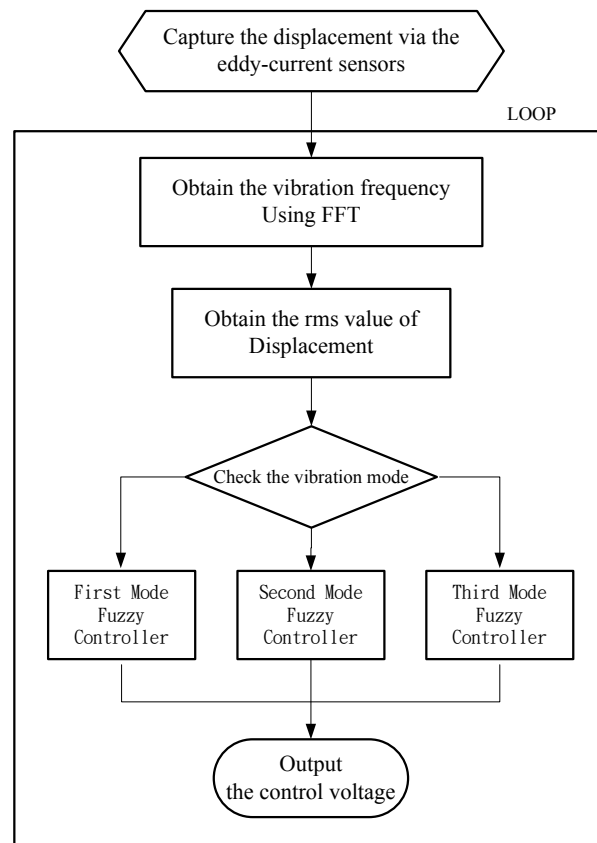 Capture the displacement via the
eddy-current sensors
LOOP
Obtain the vibration frequency
Using FFT
Obtain the rms value of
Displacement
Check the vibration mode
First Mode
Fuzzy
Controller
Second Mode
Fuzzy
Controller
Third Mode
Fuzzy
Controller
Output
the control voltage